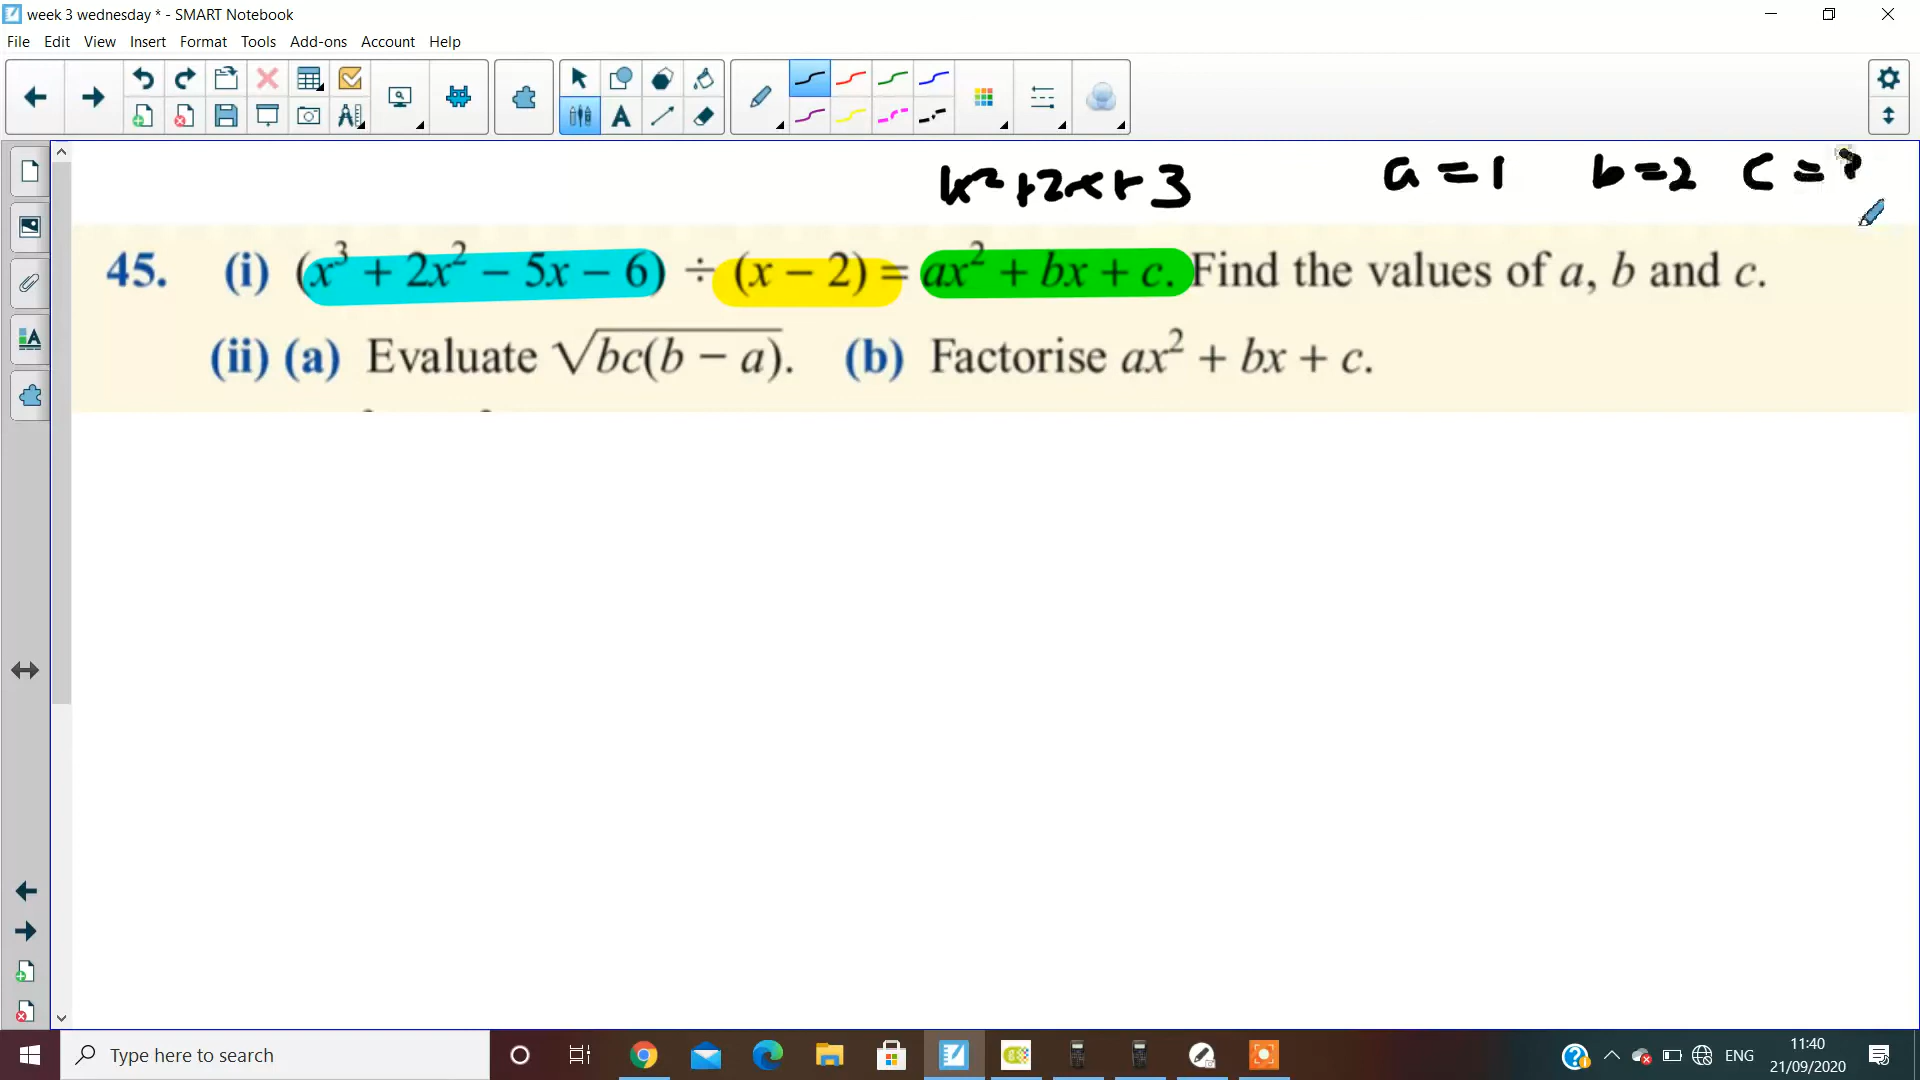 week 3 wednesday * - SMART Notebook
File Edit View Insert Format Tools Add-ons Account Help
x² + 2x + 3 a = 1 b = 2 c =
45. (i) (x³ + 2x² − 5x − 6) ÷ (x − 2) = ax² + bx + c. Find the values of a, b and c.
(ii) (a) Evaluate √bc(b − a). (b) Factorise ax² + bx + c.
Type here to search
ENG
11:40
21/09/2020